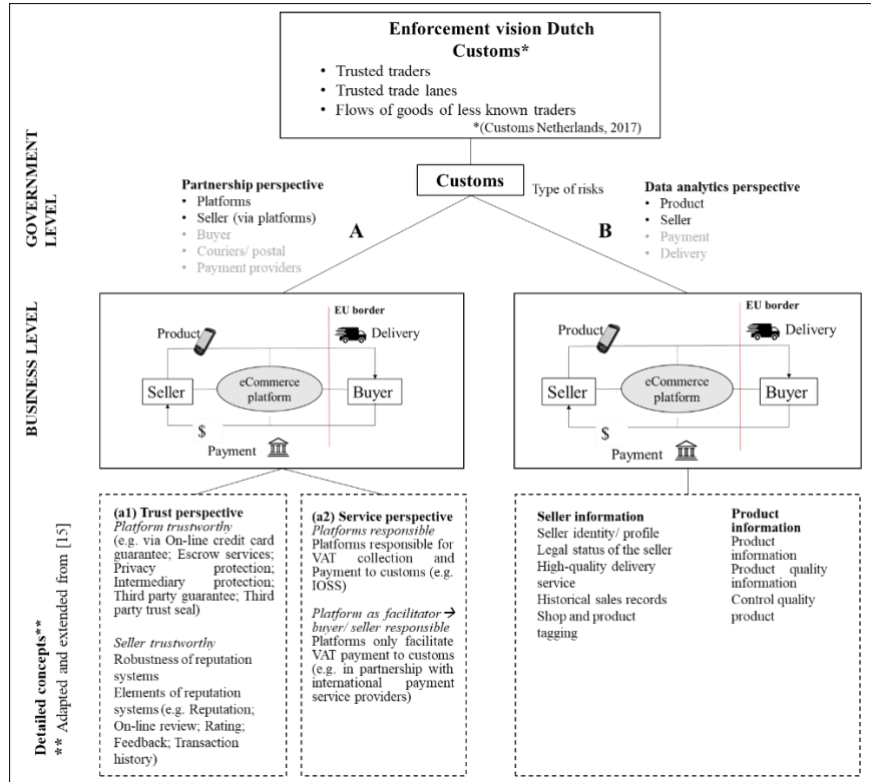 Enforcement vision Dutch
Customs*
• Trusted traders
• Trusted trade lanes
• Flows of goods of less known traders
*(Customs Netherlands, 2017)
GOVERNMENT
LEVEL
Customs
Type of risks
Partnership perspective
• Platforms
• Seller (via platforms)
• Buyer
• Couriers/ postal
• Payment providers
A
B
Data analytics perspective
• Product
• Seller
• Payment
• Delivery
BUSINESS LEVEL
EU border
Product
Delivery
Seller
eCommerce
platform
Buyer
$
Payment
EU border
Product
Delivery
Seller
eCommerce
platform
Buyer
$
Payment
Detailed concepts**
** Adapted and extended from [15]
(a1) Trust perspective
Platform trustworthy
(e.g. via On-line credit card
guarantee; Escrow services;
Privacy protection;
Intermediary protection;
Third party guarantee; Third
party trust seal)
Seller trustworthy
Robustness of reputation
systems
Elements of reputation
systems (e.g. Reputation;
On-line review; Rating;
Feedback; Transaction
history)
(a2) Service perspective
Platforms responsible
Platforms responsible for
VAT collection and
Payment to customs (e.g.
IOSS)
Platform as facilitator→
buyer/ seller responsible
Platforms only facilitate
VAT payment to customs
(e.g. in partnership with
international payment
service providers)
Seller information
Seller identity/ profile
Legal status of the seller
High-quality delivery
service
Historical sales records
Shop and product
tagging
Product
information
Product
information
Product quality
information
Control quality
product